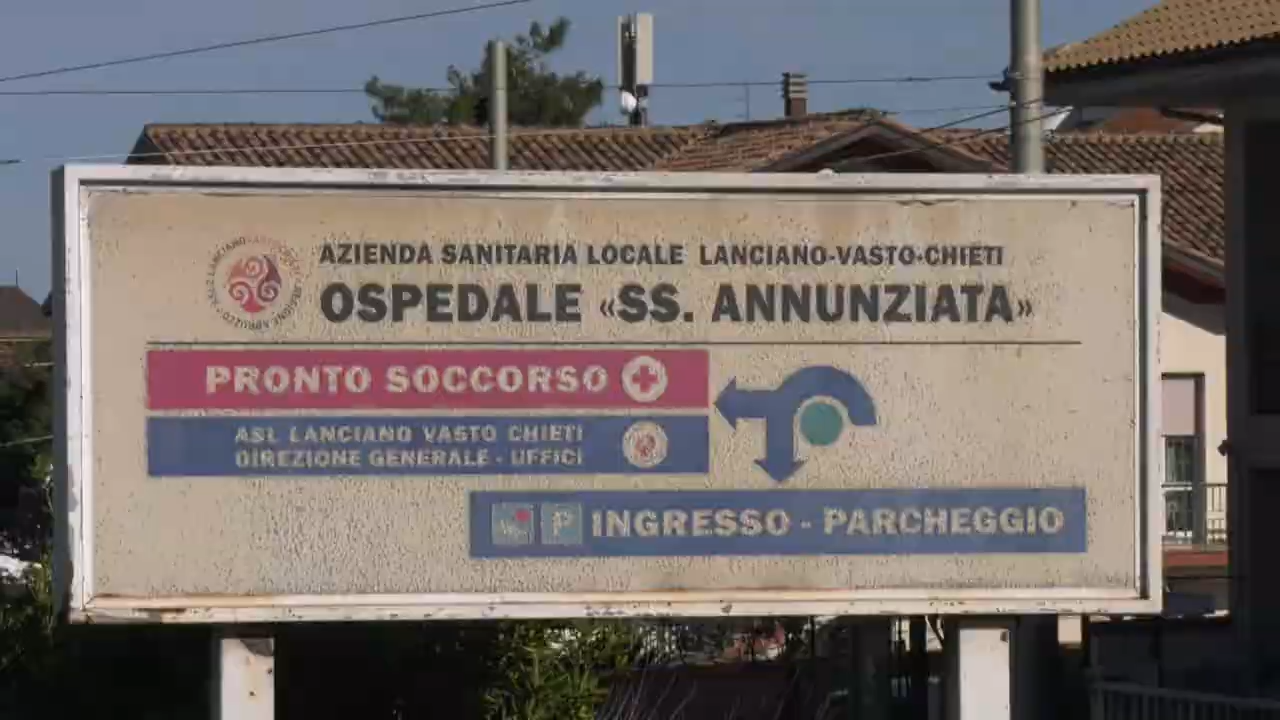 AZIENDA SANITARIA LOCALE LANCIANO-VASTO-CHIETI
OSPEDALE «SS. ANNUNZIATA»
PRONTO SOCCORSO
ASL LANCIANO VASTO CHIETI
DIREZIONE GENERALE - UFFICI
P INGRESSO - PARCHEGGIO